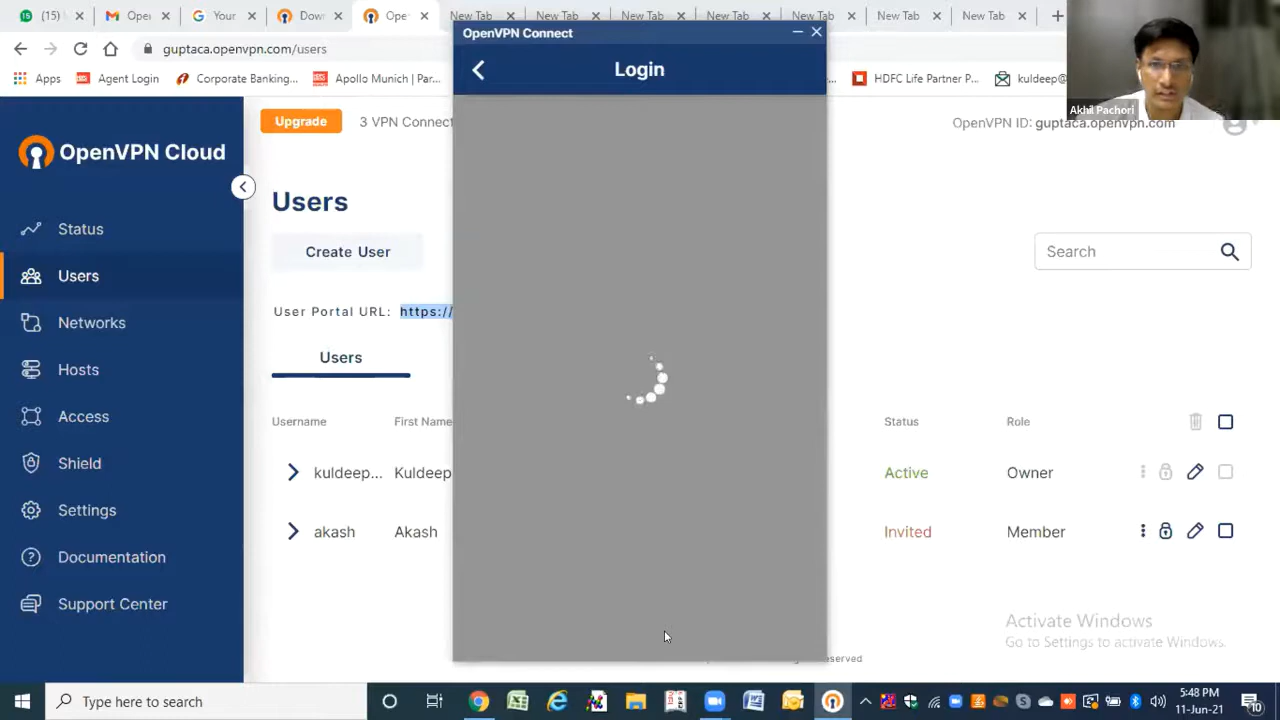 (15)
Open
Your
Dow
Ope
New Tab
New Tab
New Tab
New Tab
New Tab
New Tab
New Tab
guptaca.openvpn.com/users
Apps
Agent Login
Corporate Banking...
Apollo Munich | Par...
HDFC Life Partner P...
kuldeep@
OpenVPN Connect
Login
Akhil Pachori
OpenVPN Cloud
Upgrade
3 VPN Connect
OpenVPN ID: guptaca.openvpn.com
Status
Users
Networks
Hosts
Access
Shield
Settings
Documentation
Support Center
Users
Create User
Search
User Portal URL: https://
Users
Username
First Name
Status
Role
kuldeep...
Kuldeep
Active
Owner
akash
Akash
Invited
Member
Activate Windows
Go to Settings to activate Windows.
served
Type here to search
5:48 PM
11-Jun-21
10